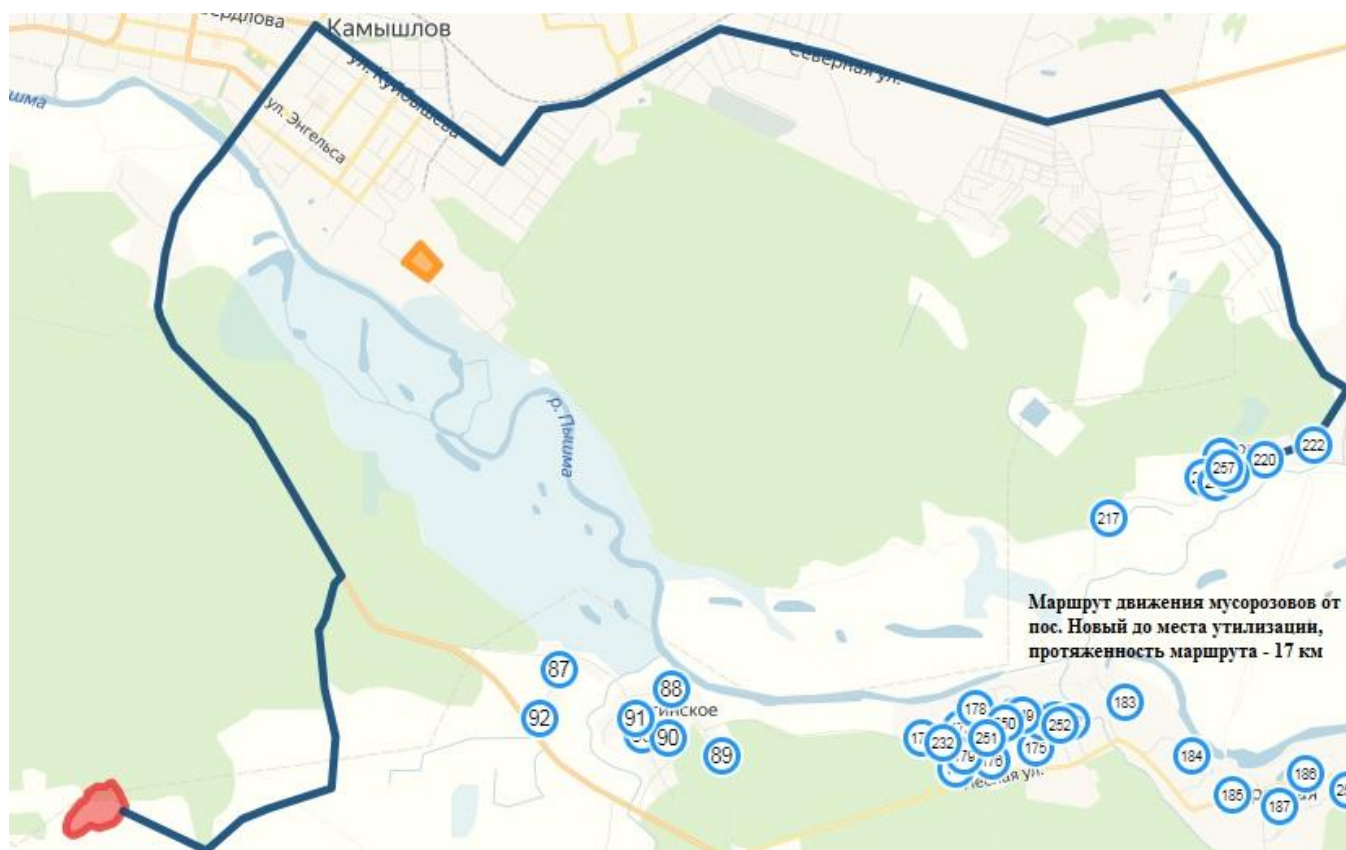 Камышлов
ул. Куйбышева
Северная ул.
ул. Энгельса
р. Пышма
Маршрут движения мусорозовов от
пос. Новый до места утилизации,
протяженность маршрута - 17 км
257
220
222
217
87
88
92
91
90
89
178
183
251
252
232
175
176
184
185
186
187
Лесная ул.